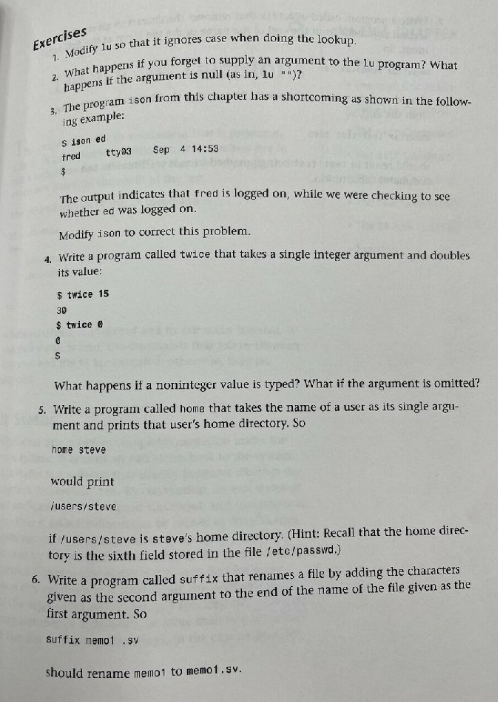 Exercises
1. Modify lu so that it ignores case when doing the lookup.
2. What happens if you forget to supply an argument to the lu program? What
happens if the argument is null (as in, lu "")?
3. The program ison from this chapter has a shortcoming as shown in the follow-
ing example:
$ ison ed
fred tty03 Sep 4 14:53
$
The output indicates that fred is logged on, while we were checking to see
whether ed was logged on.
Modify ison to correct this problem.
4. Write a program called twice that takes a single integer argument and doubles
its value:
$ twice 15
30
$ twice 0
0
$
What happens if a noninteger value is typed? What if the argument is omitted?
5. Write a program called home that takes the name of a user as its single argu-
ment and prints that user's home directory. So
home steve
would print
/users/steve
if /users/steve is steve's home directory. (Hint: Recall that the home direc-
tory is the sixth field stored in the file /etc/passwd.)
6. Write a program called suffix that renames a file by adding the characters
given as the second argument to the end of the name of the file given as the
first argument. So
suffix memo1 .sv
should rename memo1 to memo1.sv.